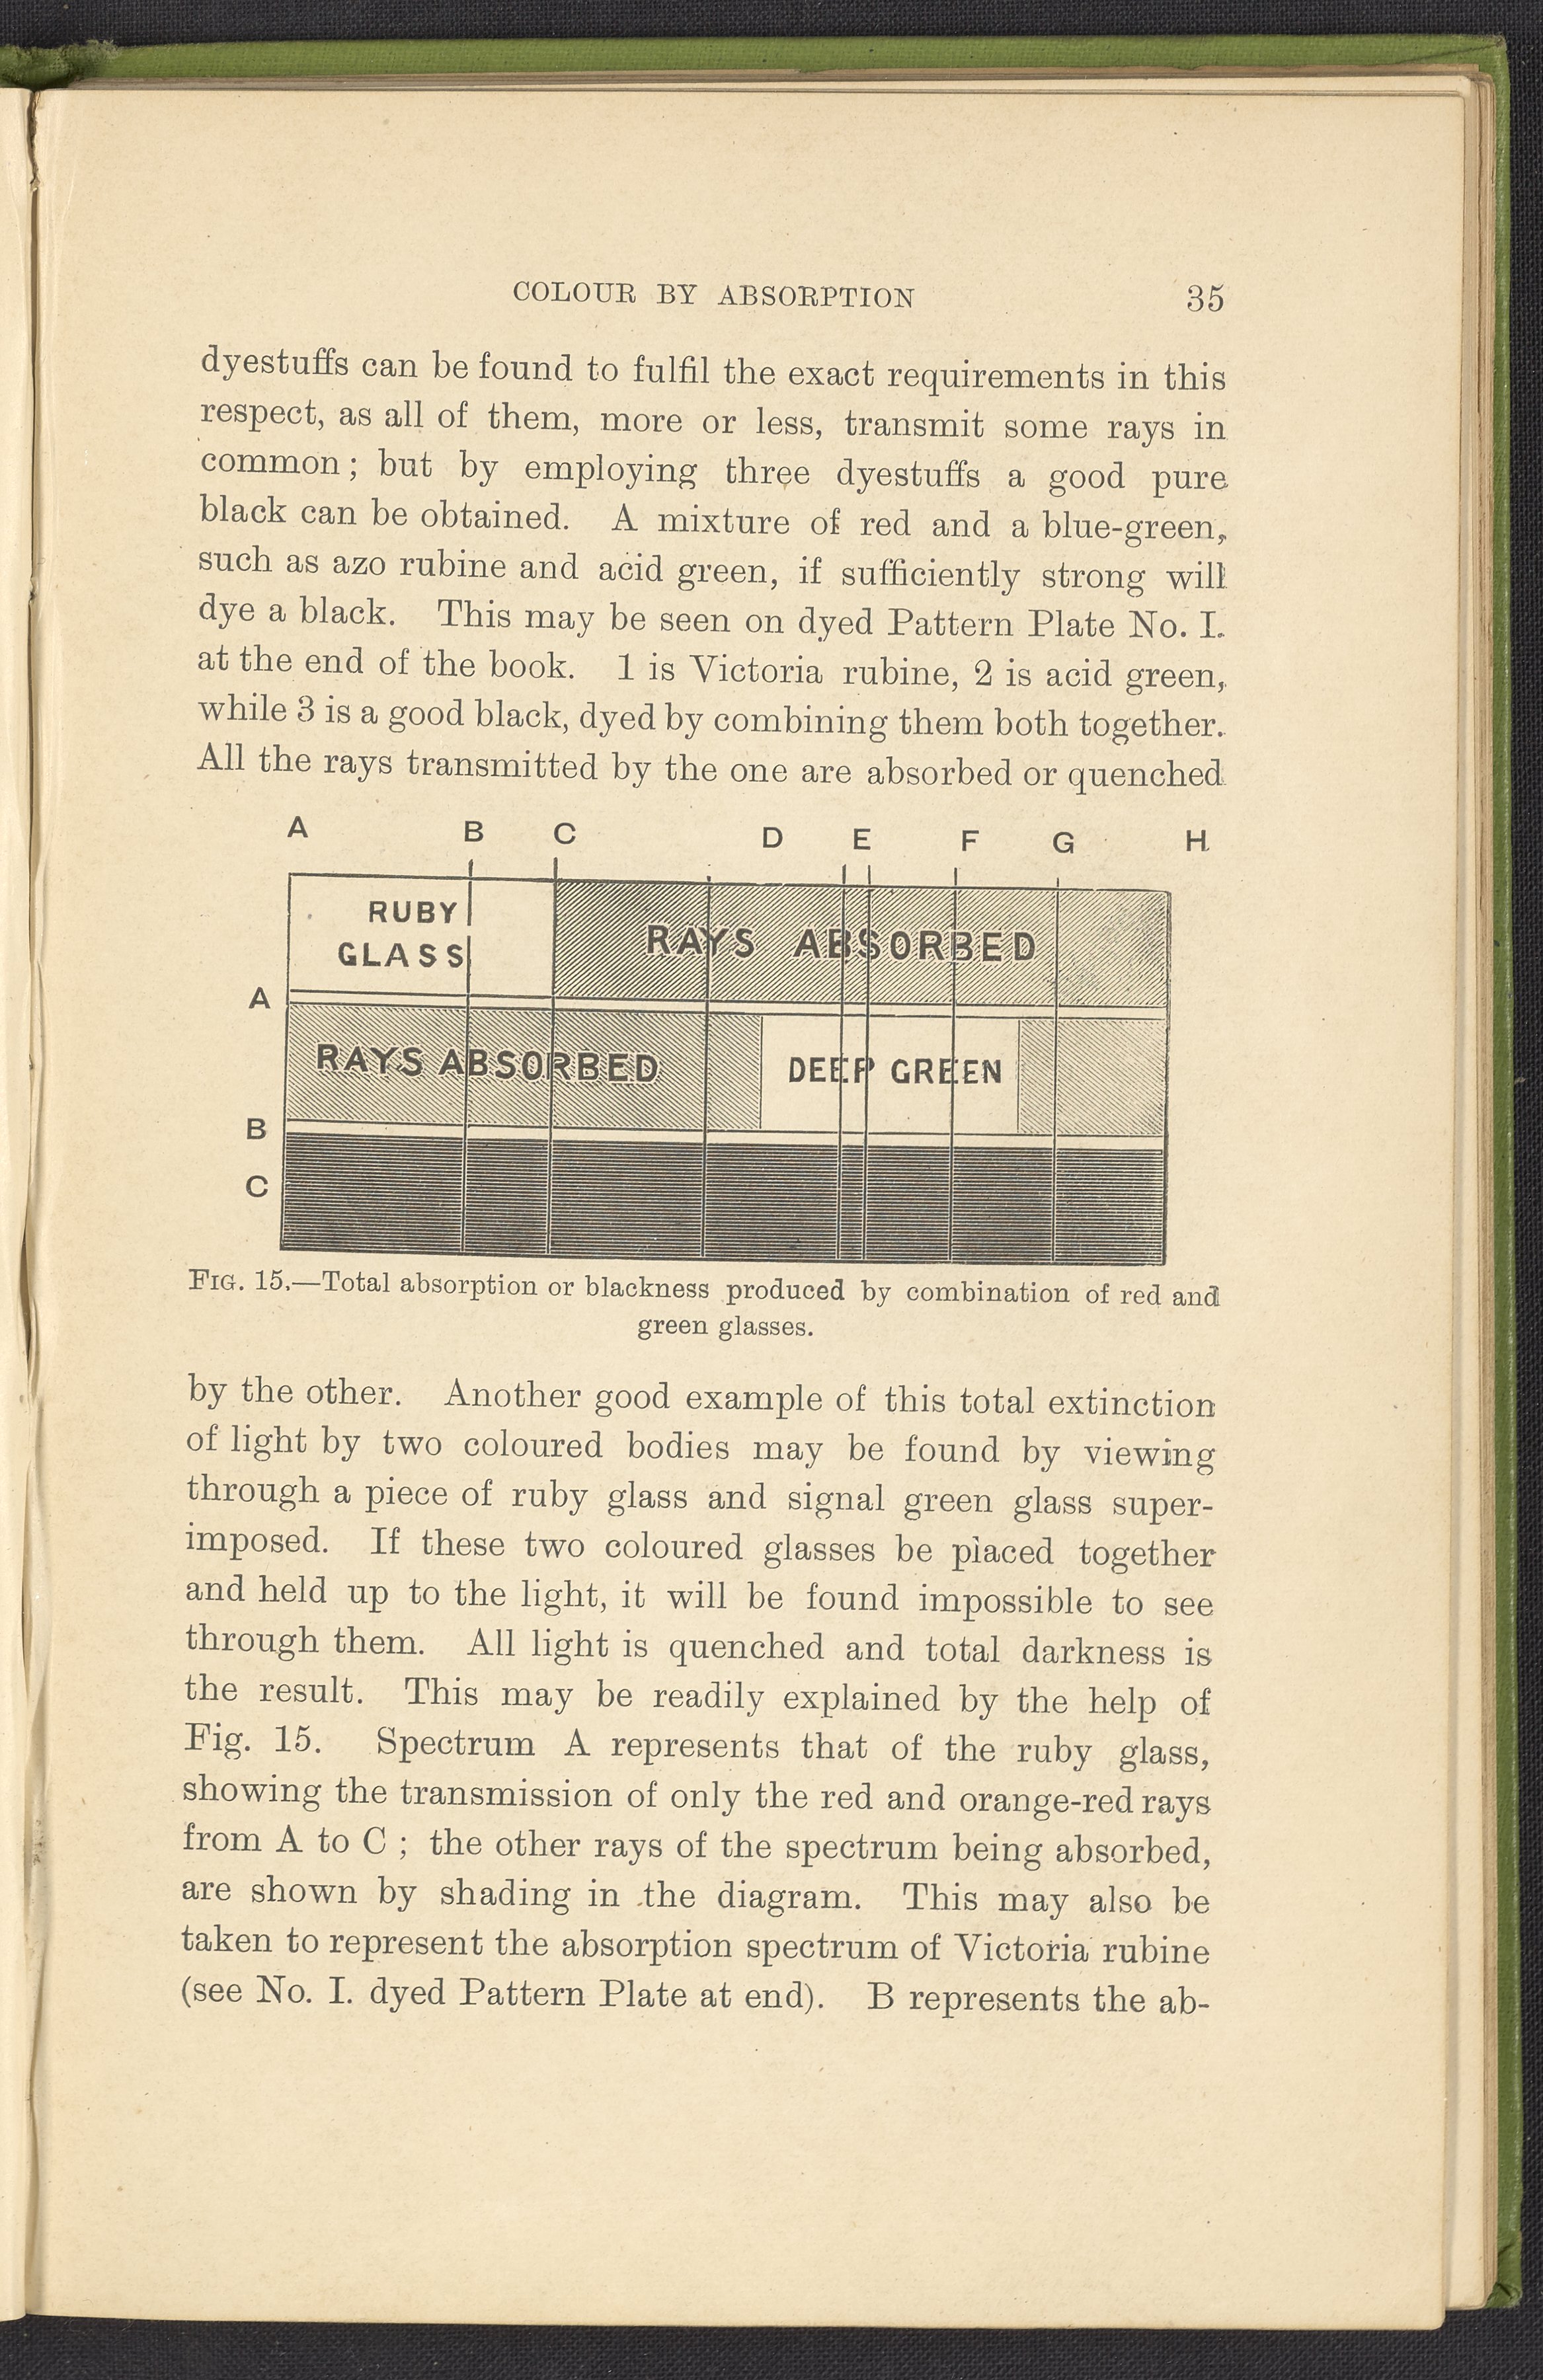 COLOUR BY ABSORPTION 35
dyestuffs can be found to fulfil the exact requirements in this
respect, as all of them, more or less, transmit some rays in
common; but by employing three dyestuffs a good pure
black can be obtained. A mixture of red and a blue-green,
such as azo rubine and acid green, if sufficiently strong will
dye a black. This may be seen on dyed Pattern Plate No. I.
at the end of the book. 1 is Victoria rubine, 2 is acid green,
while 3 is a good black, dyed by combining them both together.
All the rays transmitted by the one are absorbed or quenched
A B C D E F G H
RUBY
GLASS
RAYS ABSORBED
A
RAYS ABSORBED DEEP GREEN
B
C
FIG. 15.—Total absorption or blackness produced by combination of red and
green glasses.
by the other. Another good example of this total extinction
of light by two coloured bodies may be found by viewing
through a piece of ruby glass and signal green glass super-
imposed. If these two coloured glasses be placed together
and held up to the light, it will be found impossible to see
through them. All light is quenched and total darkness is
the result. This may be readily explained by the help of
Fig. 15. Spectrum A represents that of the ruby glass,
showing the transmission of only the red and orange-red rays
from A to C; the other rays of the spectrum being absorbed,
are shown by shading in the diagram. This may also be
taken to represent the absorption spectrum of Victoria rubine
(see No. I. dyed Pattern Plate at end). B represents the ab-